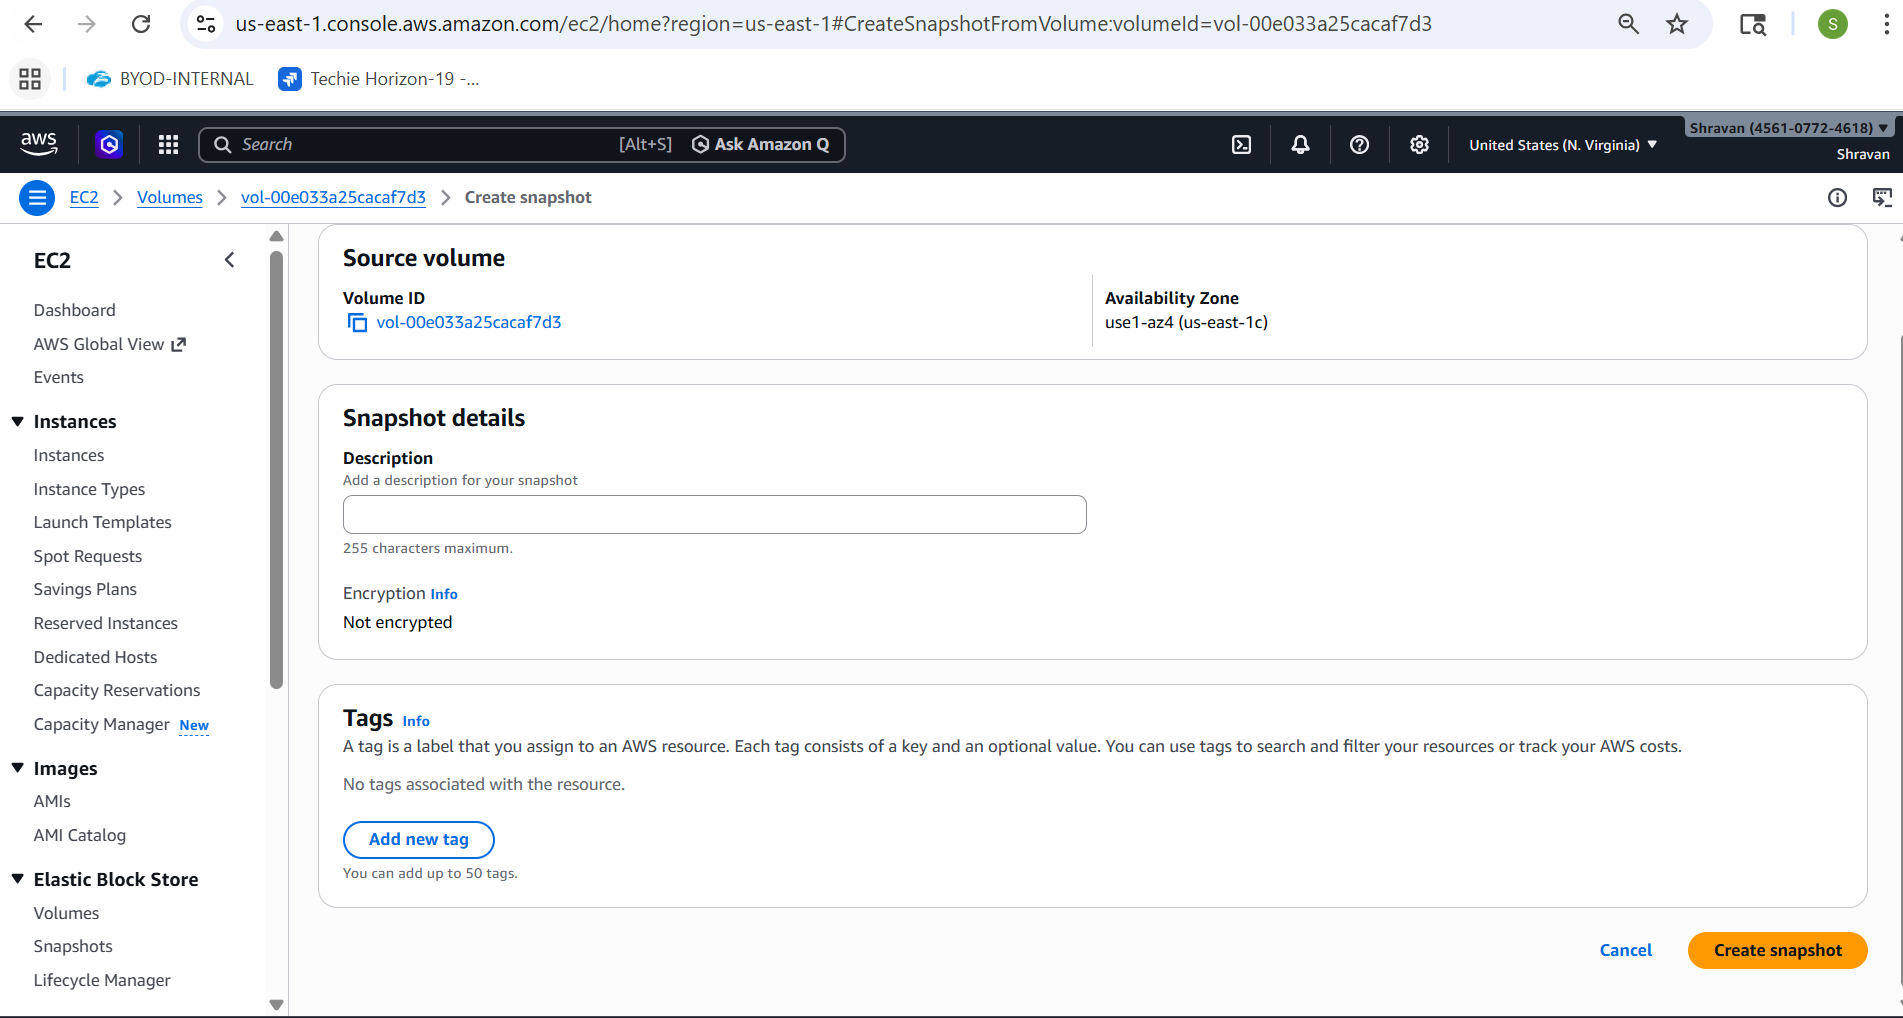 us-east-1.console.aws.amazon.com/ec2/home?region=us-east-1#CreateSnapshotFromVolume:volumeId=vol-00e033a25cacaf7d3
S
BYOD-INTERNAL
Techie Horizon-19 -...
aws
Search
[Alt+S]
Ask Amazon Q
United States (N. Virginia)
Shravan (4561-0772-4618)
Shravan
EC2
Volumes
vol-00e033a25cacaf7d3
Create snapshot
EC2
Dashboard
AWS Global View
Events
Instances
Instances
Instance Types
Launch Templates
Spot Requests
Savings Plans
Reserved Instances
Dedicated Hosts
Capacity Reservations
Capacity Manager New
Images
AMIs
AMI Catalog
Elastic Block Store
Volumes
Snapshots
Lifecycle Manager
Source volume
Volume ID
vol-00e033a25cacaf7d3
Availability Zone
use1-az4 (us-east-1c)
Snapshot details
Description
Add a description for your snapshot
255 characters maximum.
Encryption Info
Not encrypted
Tags Info
A tag is a label that you assign to an AWS resource. Each tag consists of a key and an optional value. You can use tags to search and filter your resources or track your AWS costs.
No tags associated with the resource.
Add new tag
You can add up to 50 tags.
Cancel
Create snapshot